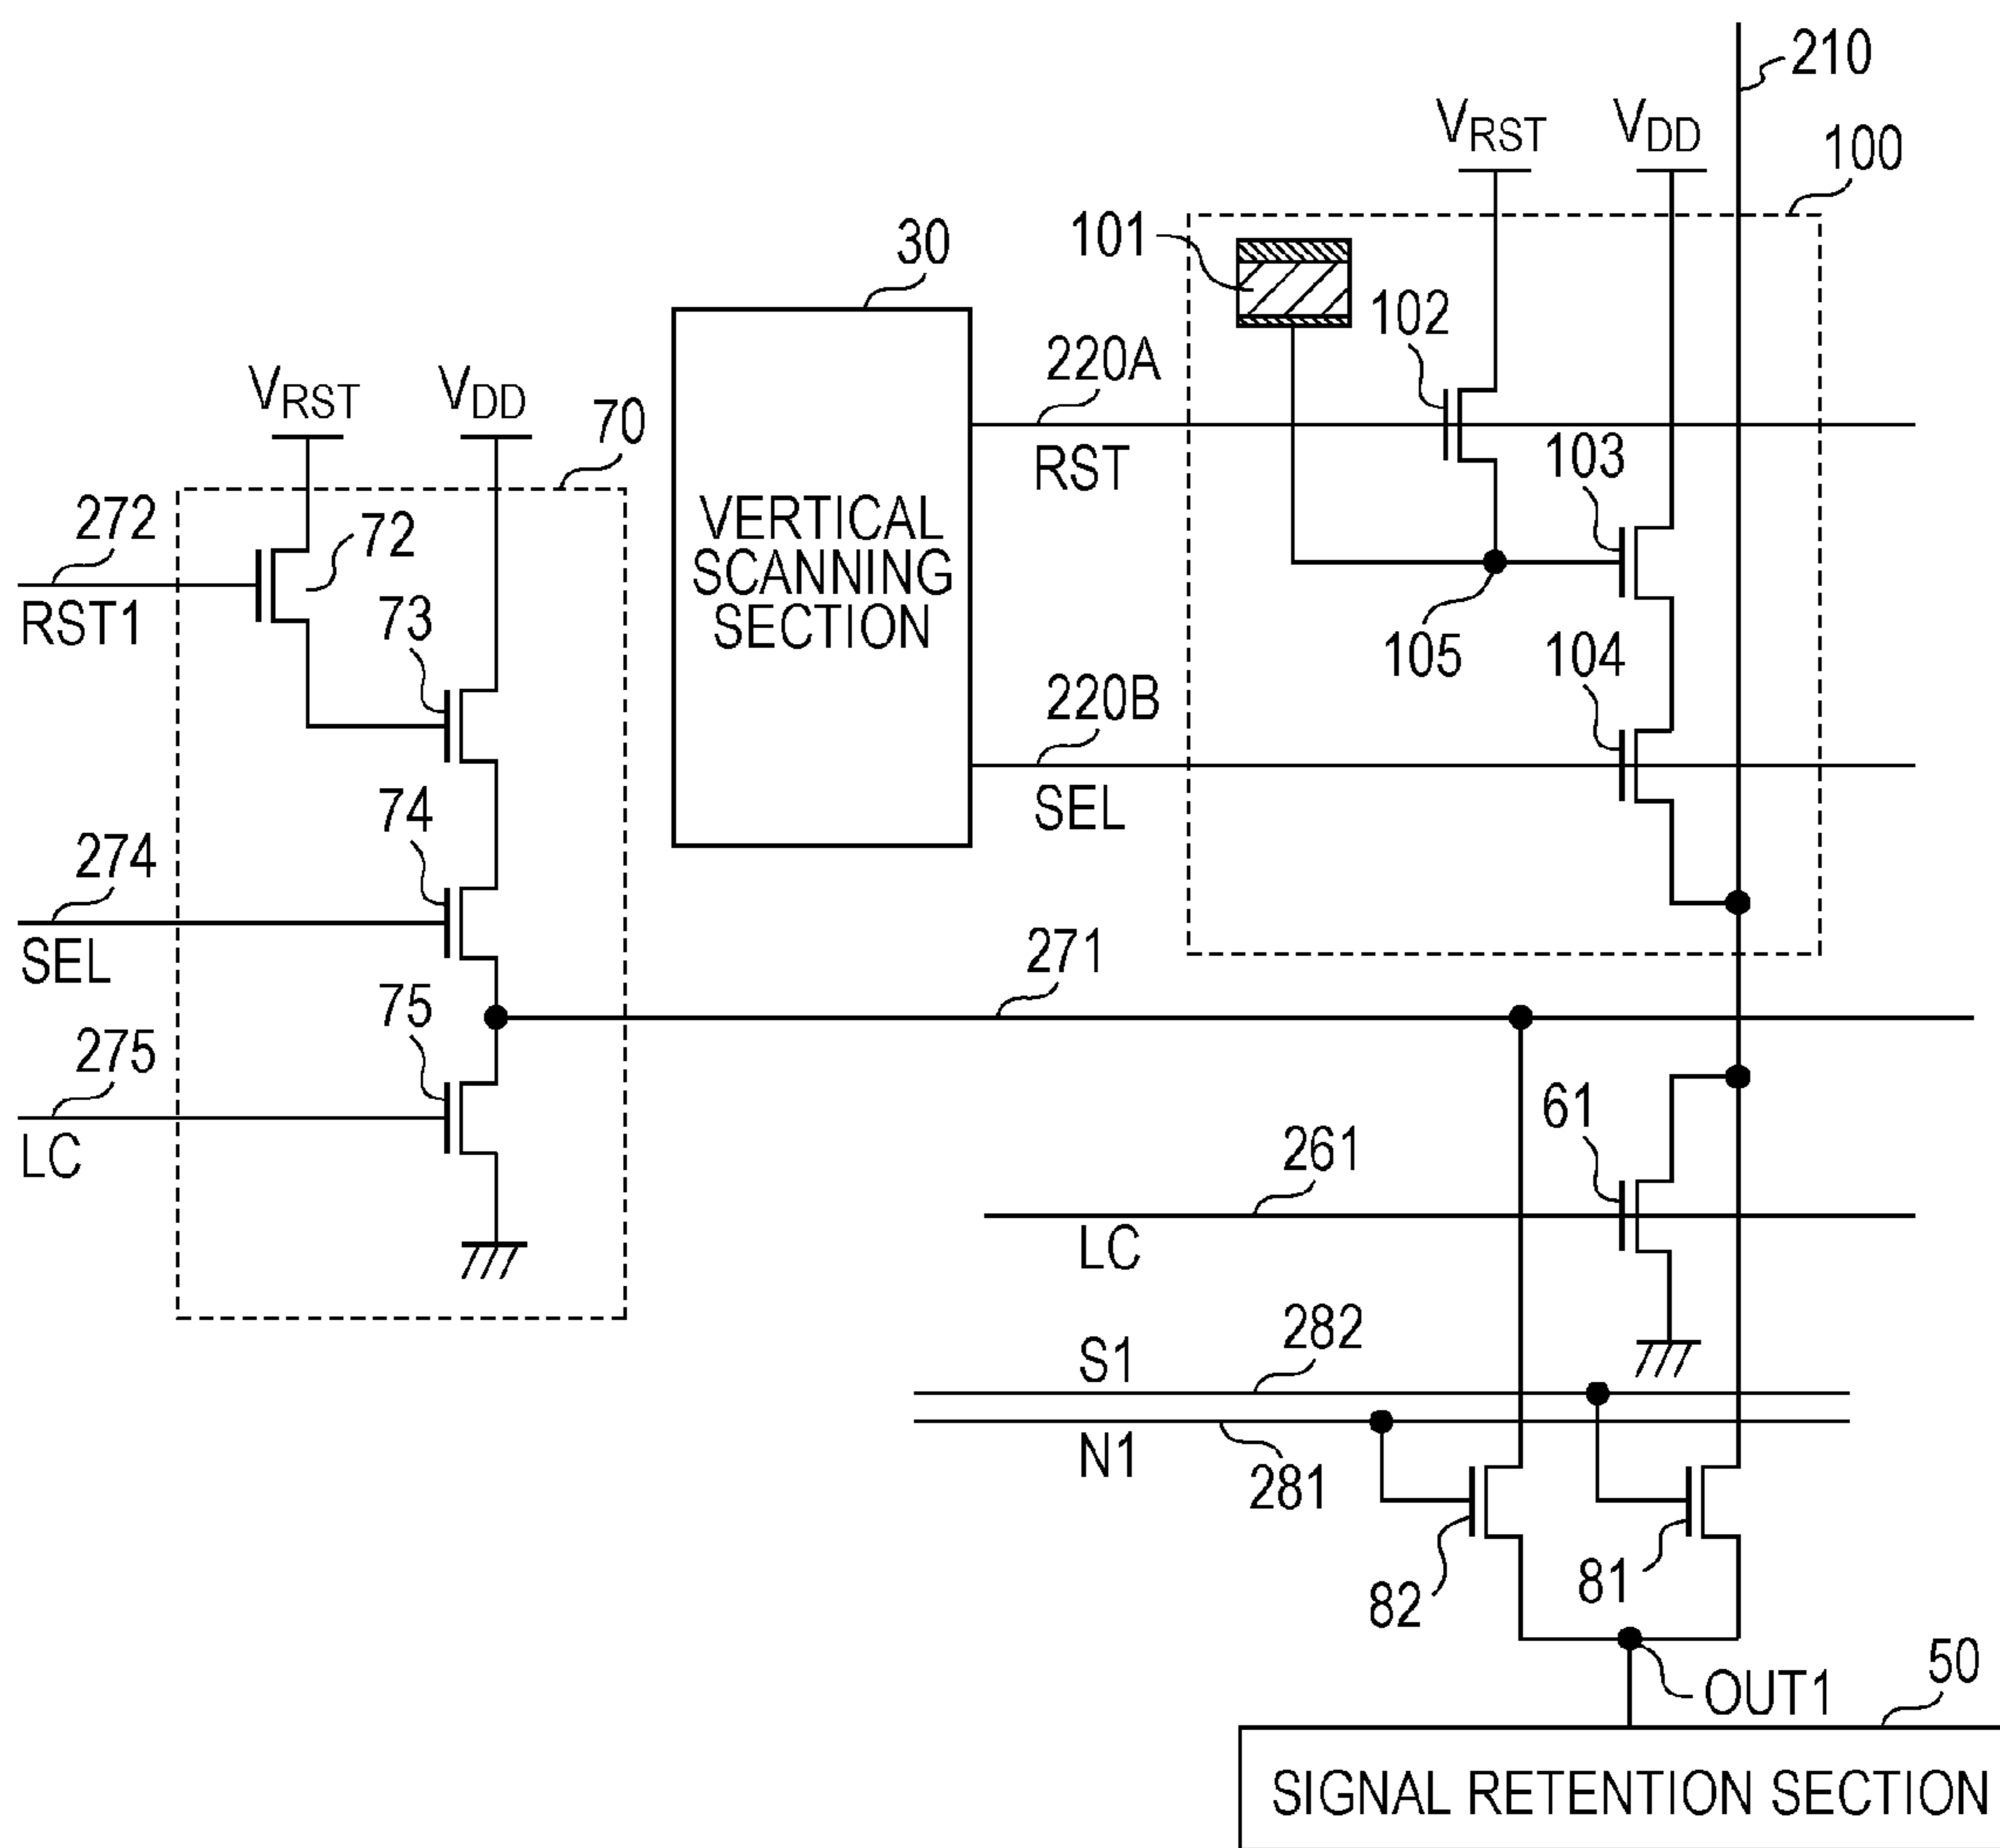 210
VRST
VDD
100
30
101
102
220A
RST
103
VRST
VDD
70
272
72
RST1
VERTICAL
SCANNING
SECTION
73
105
104
220B
SEL
74
274
SEL
271
75
275
LC
61
261
LC
282
S1
N1
281
82
81
OUT1
50
SIGNAL RETENTION SECTION